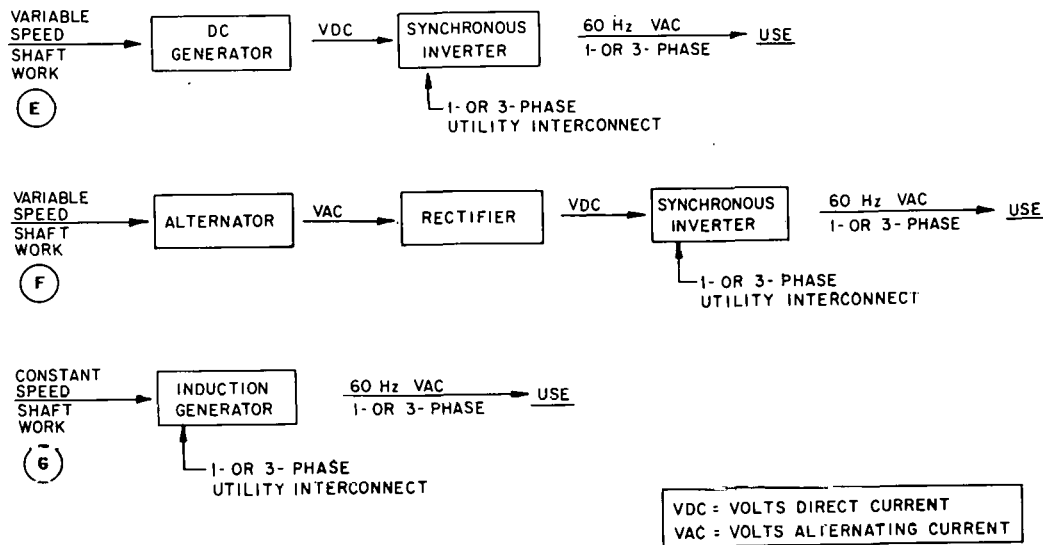 VARIABLE
SPEED
SHAFT
WORK
E
DC
GENERATOR
VDC
SYNCHRONOUS
INVERTER
60 Hz VAC
1-OR 3-PHASE
USE
1-OR 3-PHASE
UTILITY INTERCONNECT
VARIABLE
SPEED
SHAFT
WORK
F
ALTERNATOR
VAC
RECTIFIER
VDC
SYNCHRONOUS
INVERTER
60 Hz VAC
1-OR 3-PHASE
USE
1-OR 3-PHASE
UTILITY INTERCONNECT
CONSTANT
SPEED
SHAFT
WORK
G
INDUCTION
GENERATOR
60 Hz VAC
1-OR 3-PHASE
USE
1-OR 3-PHASE
UTILITY INTERCONNECT
VDC = VOLTS DIRECT CURRENT
VAC = VOLTS ALTERNATING CURRENT